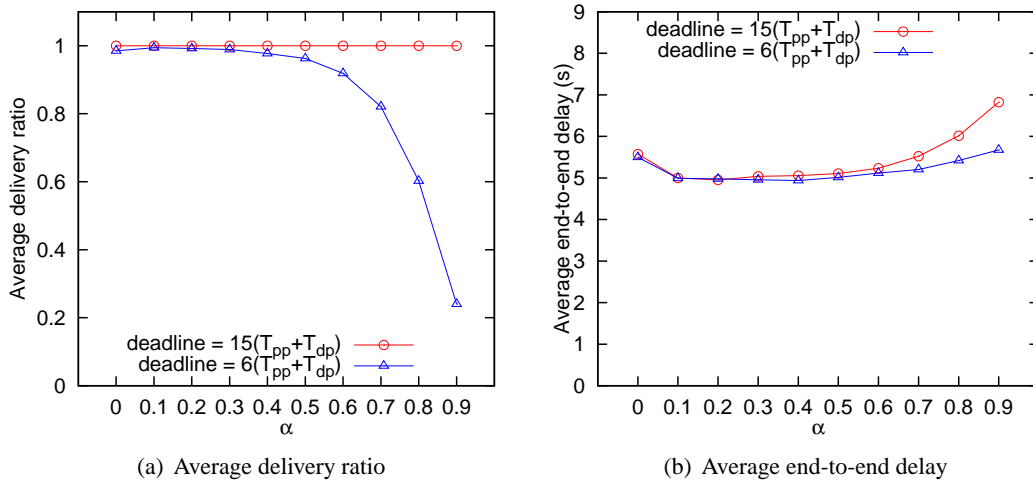 Average delivery ratio
1
0.8
0.6
0.4
0.2
0
deadline = 15(Tpp+Tdp)
deadline = 6(Tpp+Tdp)
0 0.1 0.2 0.3 0.4 0.5 0.6 0.7 0.8 0.9
α
(a) Average delivery ratio
Average end-to-end delay (s)
9
8
7
6
5
4
3
2
1
0
deadline = 15(Tpp+Tdp)
deadline = 6(Tpp+Tdp)
0 0.1 0.2 0.3 0.4 0.5 0.6 0.7 0.8 0.9
α
(b) Average end-to-end delay